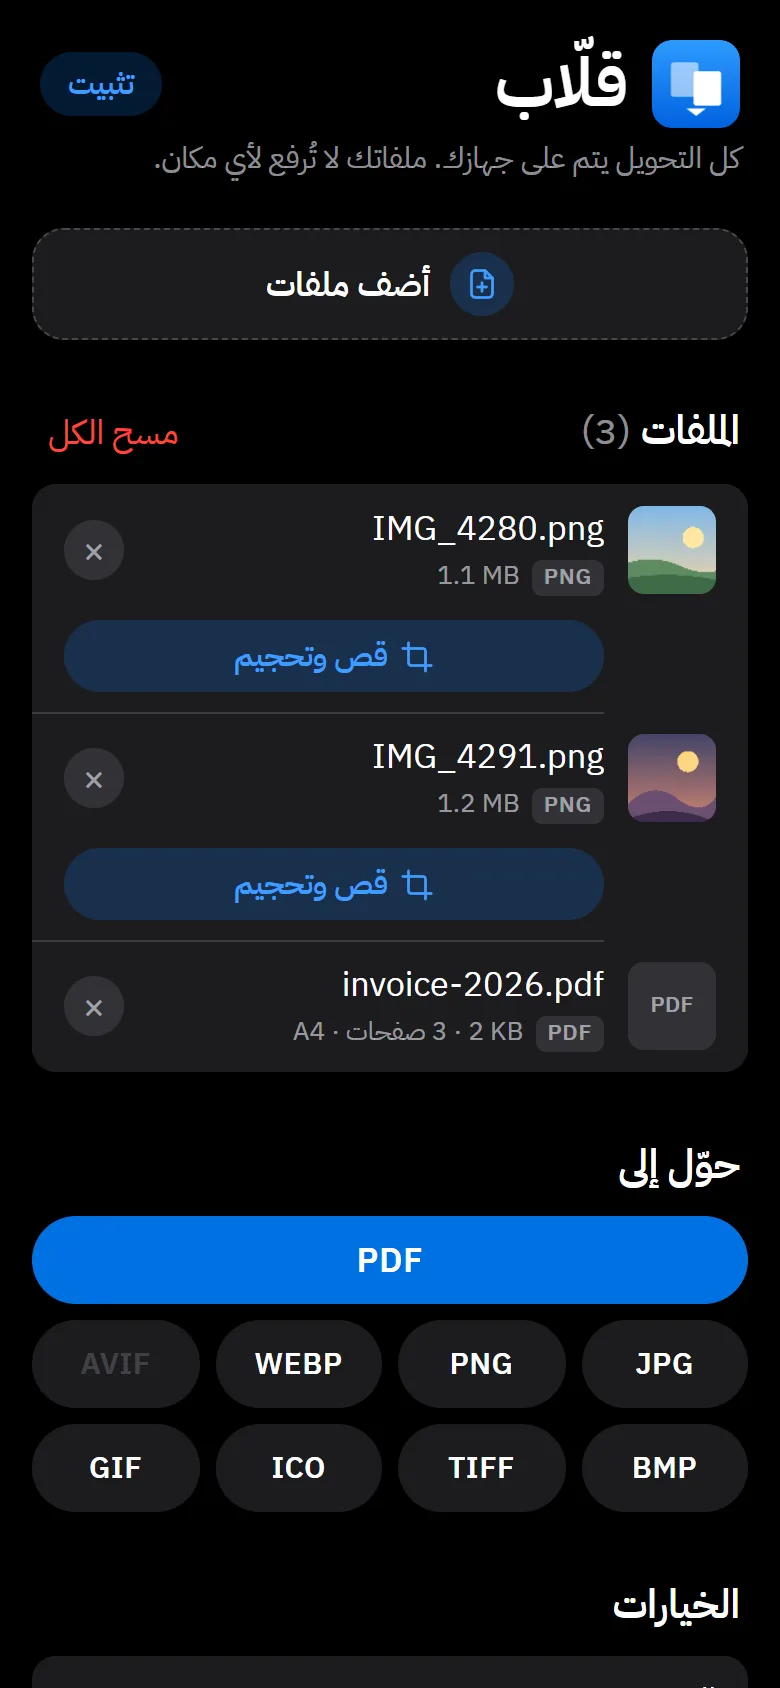 قلّاب
تثبيت
كل التحويل يتم على جهازك. ملفاتك لا تُرفع لأي مكان.
أضف ملفات
الملفات (3)
مسح الكل
IMG_4280.png
PNG 1.1 MB
قص وتحجيم
IMG_4291.png
PNG 1.2 MB
قص وتحجيم
PDF
invoice-2026.pdf
PDF 2 KB · 3 صفحات · A4
حوّل إلى
PDF
JPG PNG WEBP AVIF
BMP TIFF ICO GIF
الخيارات